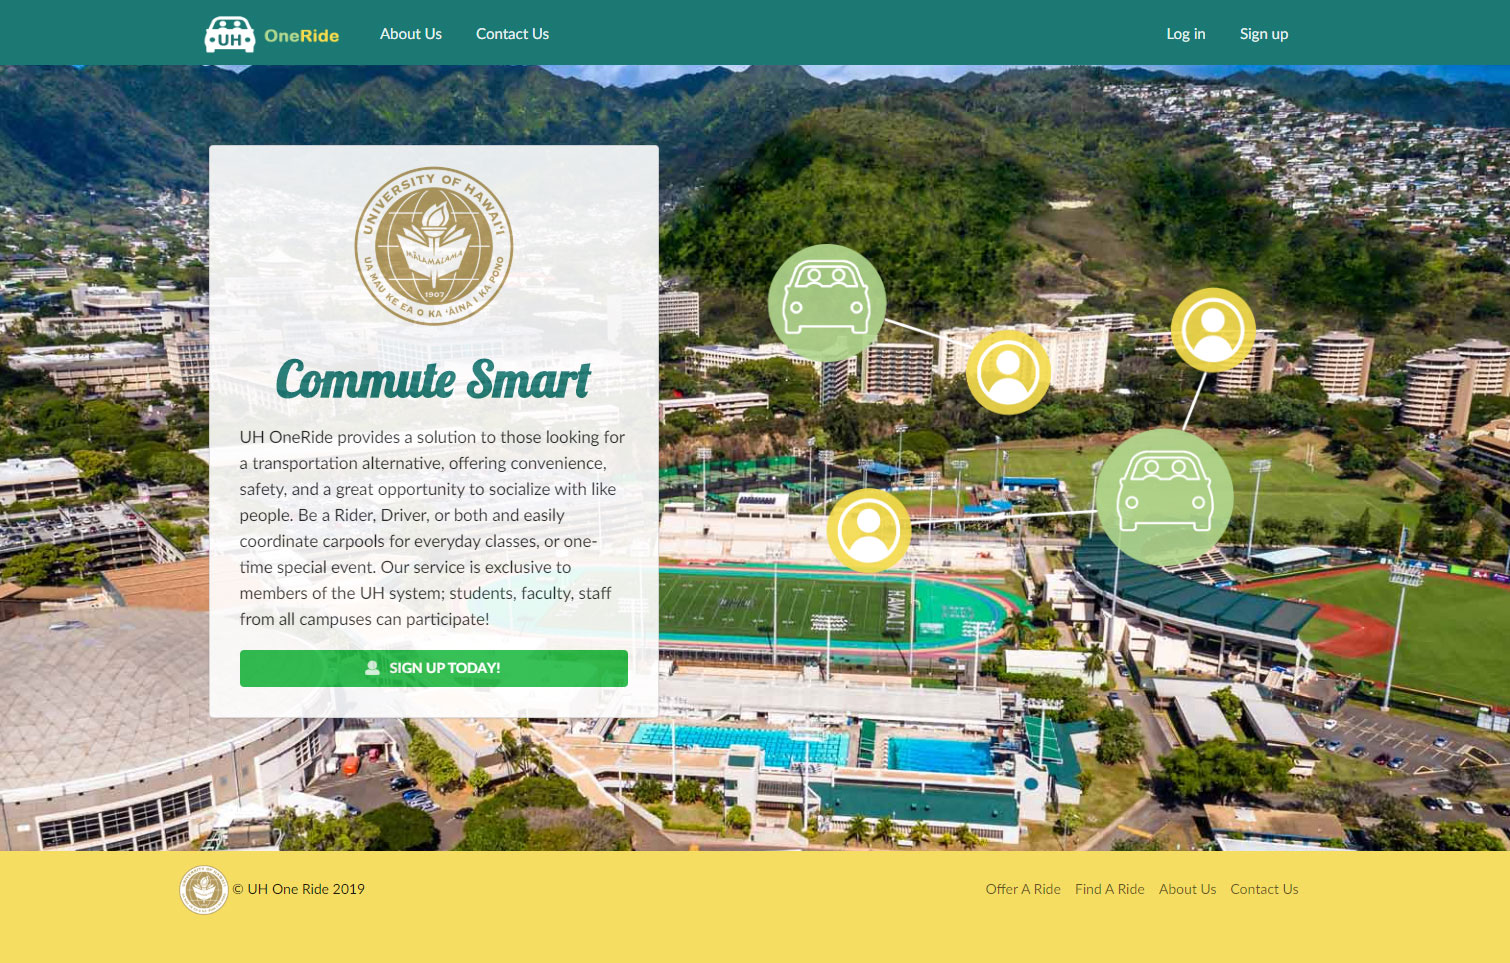 UH OneRide
About Us
Contact Us
Log in
Sign up
UNIVERSITY OF HAWAIʻI
MALAMALAMA
1907
UA MAU KE EA O KA ʻĀINA I KA PONO
Commute Smart
UH OneRide provides a solution to those looking for
a transportation alternative, offering convenience,
safety, and a great opportunity to socialize with like
people. Be a Rider, Driver, or both and easily
coordinate carpools for everyday classes, or one-
time special event. Our service is exclusive to
members of the UH system; students, faculty, staff
from all campuses can participate!
SIGN UP TODAY!
HAWAII
© UH One Ride 2019
Offer A Ride
Find A Ride
About Us
Contact Us